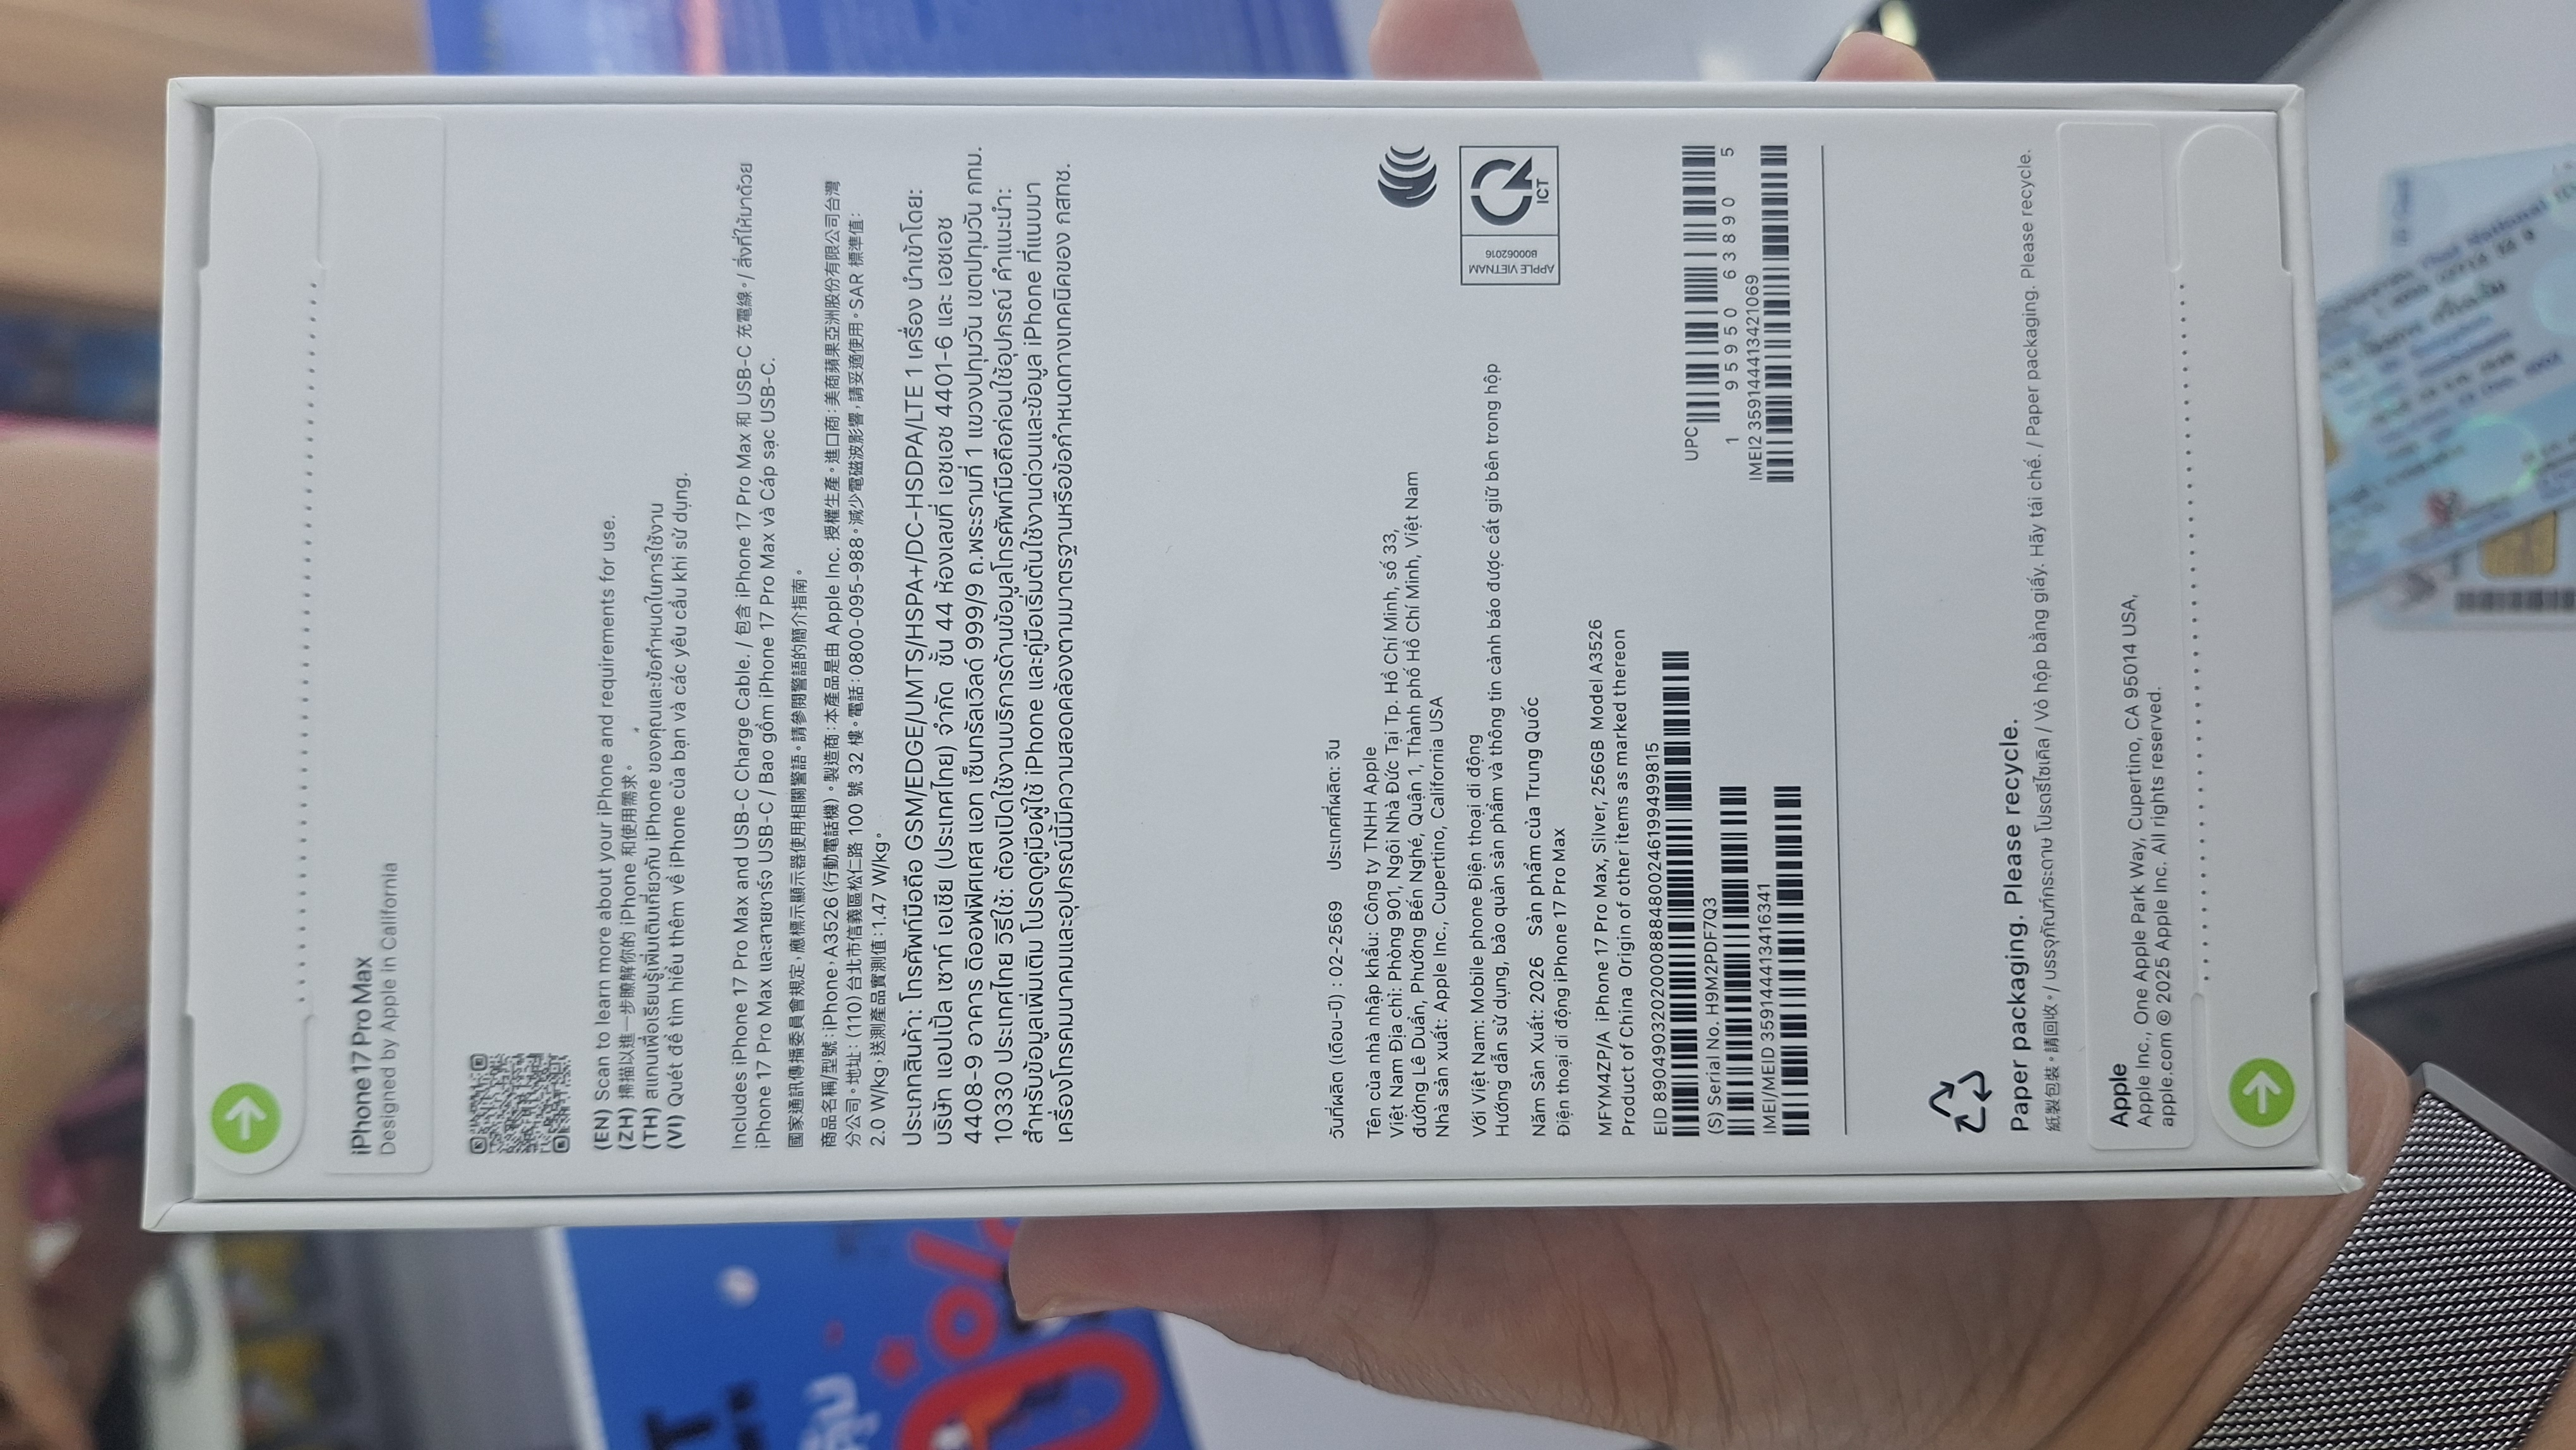 iPhone 17 Pro Max
Designed by Apple in California
(EN) Scan to learn more about your iPhone and requirements for use.
(ZH) 掃描以進一步瞭解你的 iPhone 和使用需求。
(TH) สแกนเพื่อเรียนรู้เพิ่มเติมเกี่ยวกับ iPhone ของคุณและข้อกำหนดในการใช้งาน
(VI) Quét để tìm hiểu thêm về iPhone của bạn và các yêu cầu khi sử dụng.
Includes iPhone 17 Pro Max and USB-C Charge Cable. / 包含 iPhone 17 Pro Max 和 USB-C 充電線。/ สิ่งที่ให้มาด้วย
iPhone 17 Pro Max และสายชาร์จ USB-C / Bao gồm iPhone 17 Pro Max và Cáp sạc USB-C.
國家通訊傳播委員會規定，應標示顯示器使用相關警語。請參閱警語的簡介指南。
商品名稱/型號：iPhone，A3526 (行動電話機)。製造商：本產品是由 Apple Inc. 授權生產。進口商：美商蘋果亞洲股份有限公司台灣
分公司。地址：(110) 台北市信義區松仁路 100 號 32 樓。電話：0800-095-988。減少電磁波影響，請妥適使用。SAR 標準值：
2.0 W/kg，送測產品實測值：1.47 W/kg。
ประเภทสินค้า: โทรศัพท์มือถือ GSM/EDGE/UMTS/HSPA+/DC-HSDPA/LTE 1 เครื่อง นำเข้าโดย:
บริษัท แอปเปิ้ล เซาท์ เอเชีย (ประเทศไทย) จำกัด ชั้น 44 ห้องเลขที่ เอชเอช 4401-6 และ เอชเอช
4408-9 อาคาร ดิออฟฟิศเศส แอท เซ็นทรัลเวิลด์ 999/9 ถ.พระรามที่ 1 แขวงปทุมวัน เขตปทุมวัน กทม.
10330 ประเทศไทย วิธีใช้: ต้องเปิดใช้งานบริการด้านข้อมูลโทรศัพท์มือถือก่อนใช้อุปกรณ์ คำแนะนำ:
สำหรับข้อมูลเพิ่มเติม โปรดดูคู่มือผู้ใช้ iPhone และคู่มือเริ่มต้นใช้งานด่วนและข้อมูล iPhone ที่แนบมา
เครื่องโทรคมนาคมและอุปกรณ์นี้มีความสอดคล้องตามมาตรฐานหรือข้อกำหนดทางเทคนิคของ กสทช.
วันที่ผลิต (เดือน-ปี) : 02-2569 ประเทศที่ผลิต: จีน
Tên của nhà nhập khẩu: Công ty TNHH Apple
Việt Nam Địa chỉ: Phòng 901, Ngôi Nhà Đức Tại Tp. Hồ Chí Minh, số 33,
đường Lê Duẩn, Phường Bến Nghé, Quận 1, Thành phố Hồ Chí Minh, Việt Nam
Nhà sản xuất: Apple Inc., Cupertino, California USA
Với Việt Nam: Mobile phone Điện thoại di động
Hướng dẫn sử dụng, bảo quản sản phẩm và thông tin cảnh báo được cất giữ bên trong hộp
APPLE VIETNAM
B00062016
ICT
Năm Sản Xuất: 2026 Sản phẩm của Trung Quốc
Điện thoại di động iPhone 17 Pro Max
MFYM4ZP/A iPhone 17 Pro Max, Silver, 256GB Model A3526
Product of China Origin of other items as marked thereon
EID 89049032020008884800246199499815
(S) Serial No. H9M2PDF7Q3
IMEI/MEID 359144413416341
UPC
1 95950 63890 5
IMEI2 359144413421069
Paper packaging. Please recycle.
紙製包裝。請回收。/ บรรจุภัณฑ์กระดาษ โปรดรีไซเคิล / Vỏ hộp bằng giấy. Hãy tái chế. / Paper packaging. Please recycle.
Apple
Apple Inc., One Apple Park Way, Cupertino, CA 95014 USA,
apple.com © 2025 Apple Inc. All rights reserved.